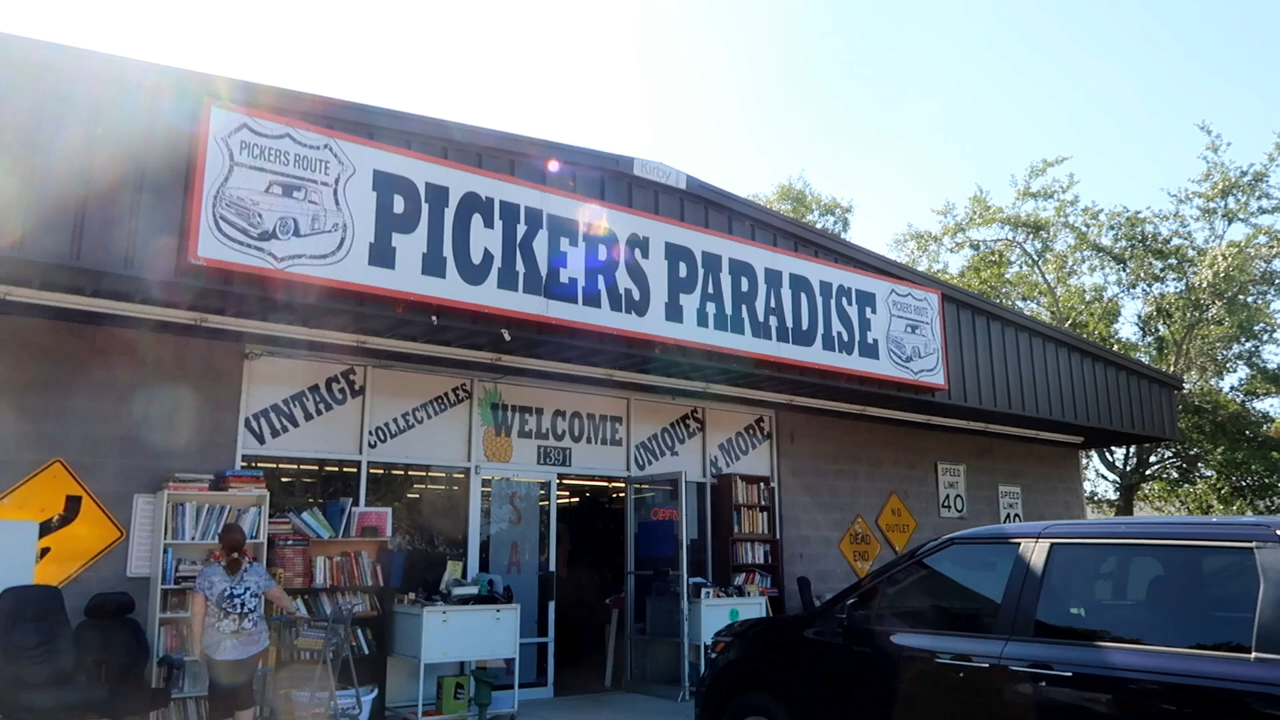 Kirby
PICKERS ROUTE
PICKERS PARADISE
PICKERS ROUTE
VINTAGE
COLLECTIBLES
WELCOME
UNIQUES
& MORE
1391
OPEN
SA
SPEED
LIMIT
40
SPEED
LIMIT
40
NO
OUTLET
DEAD
END